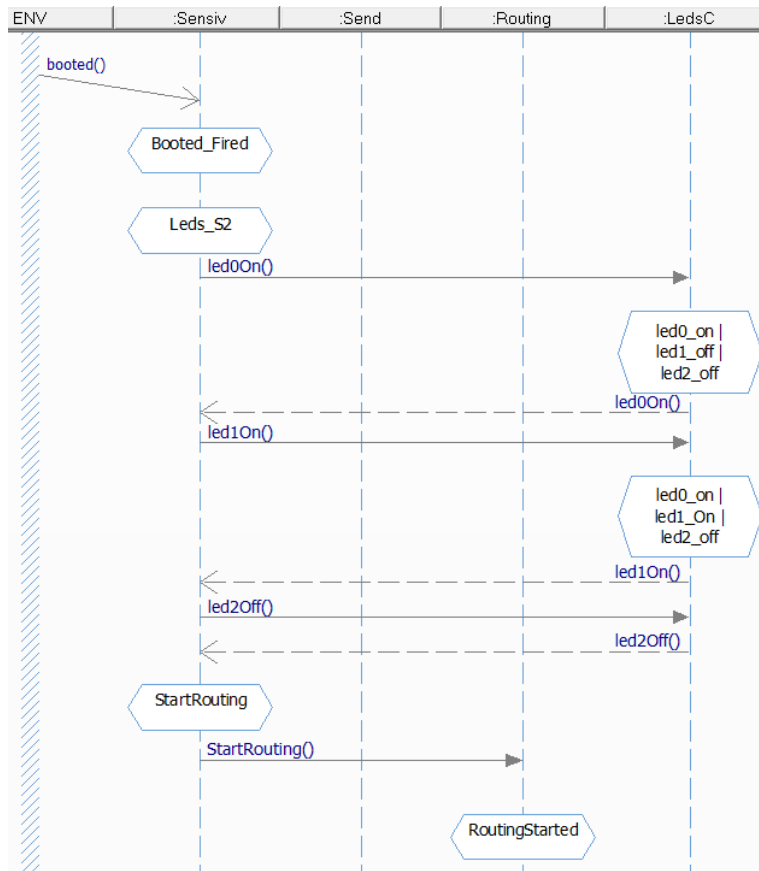 ENV :Sensiv :Send :Routing :LedsC
booted()
Booted_Fired
Leds_S2
led0On()
led0_on |
led1_off |
led2_off
led0On()
led1On()
led0_on |
led1_On |
led2_off
led1On()
led2Off()
led2Off()
StartRouting
StartRouting()
RoutingStarted